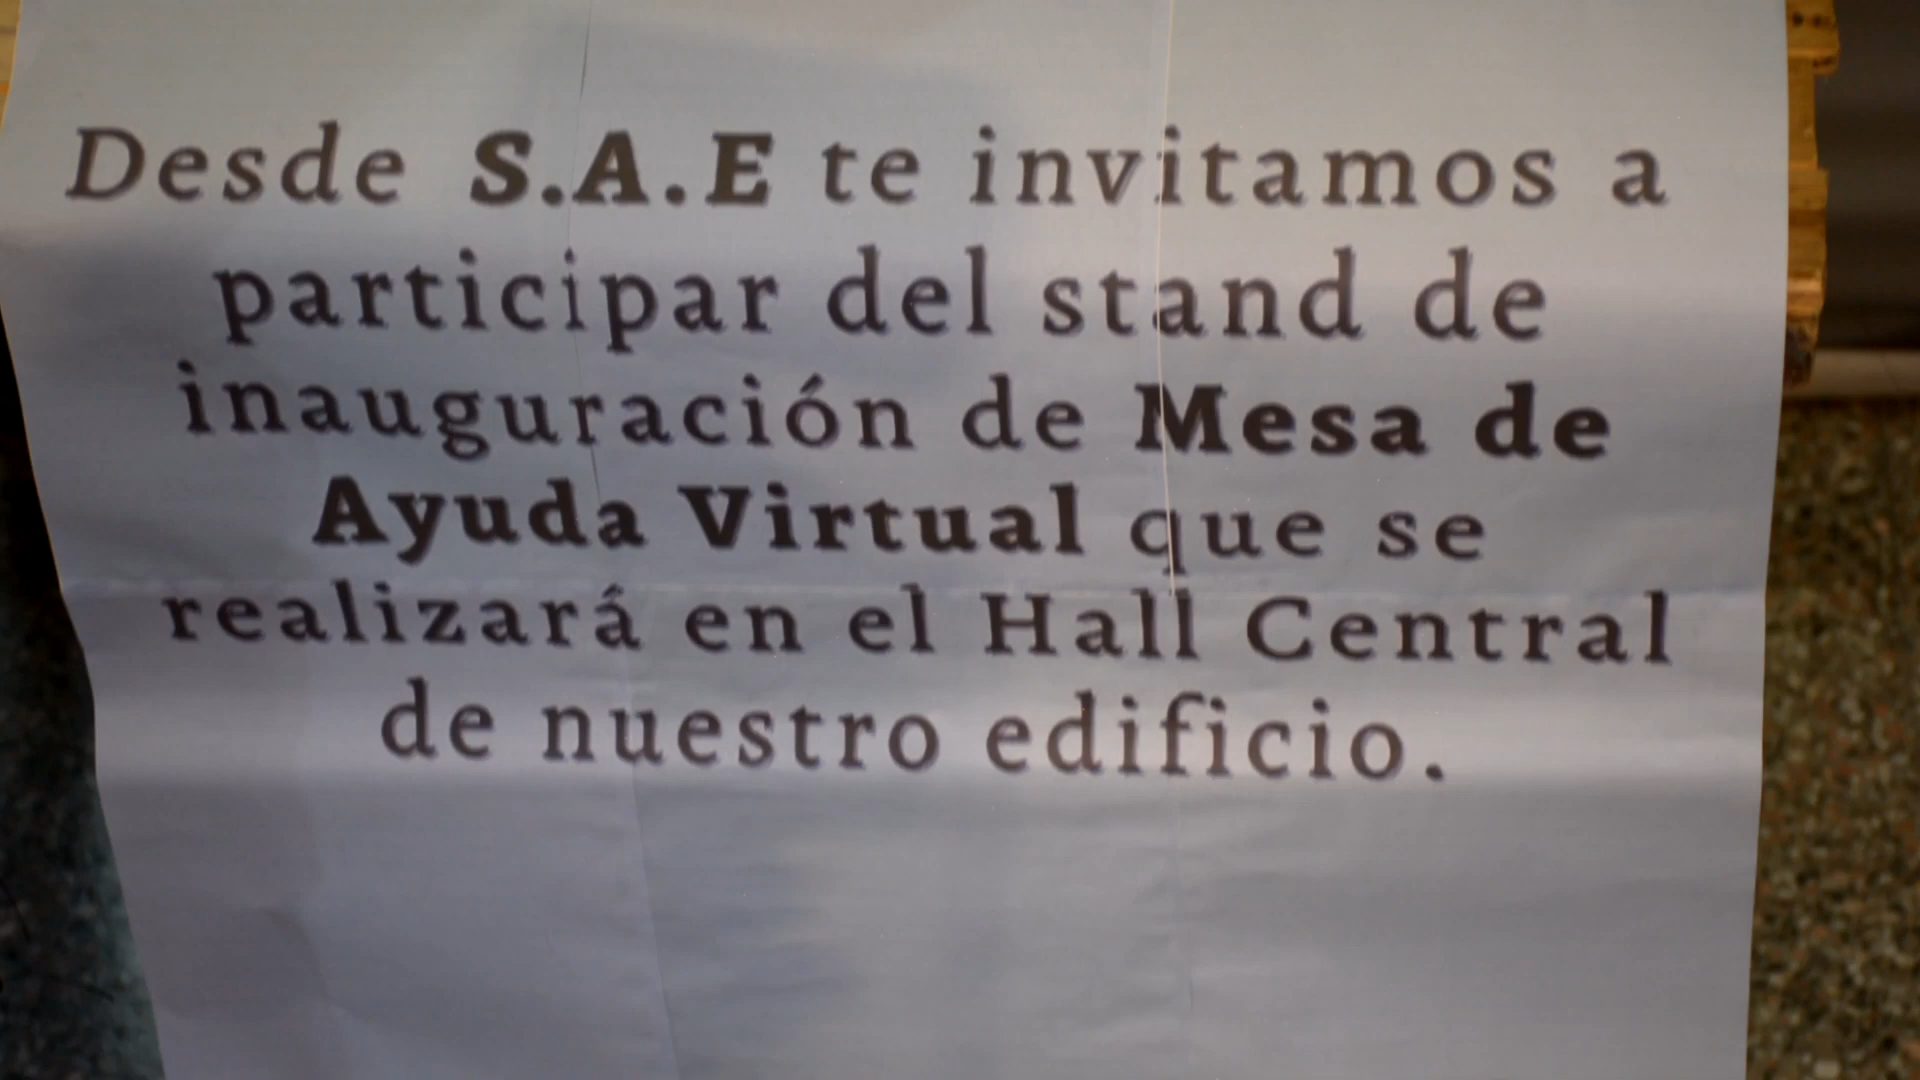 Desde S.A.E te invitamos a
participar del stand de
inauguración de Mesa de
Ayuda Virtual que se
realizará en el Hall Central
de nuestro edificio.